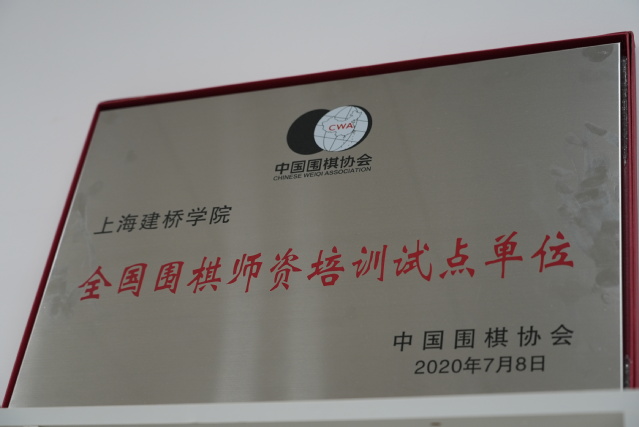 CWA
中国围棋协会
CHINESE WEIQI ASSOCIATION
上海建桥学院
全国围棋师资培训试点单位
中国围棋协会
2020年7月8日